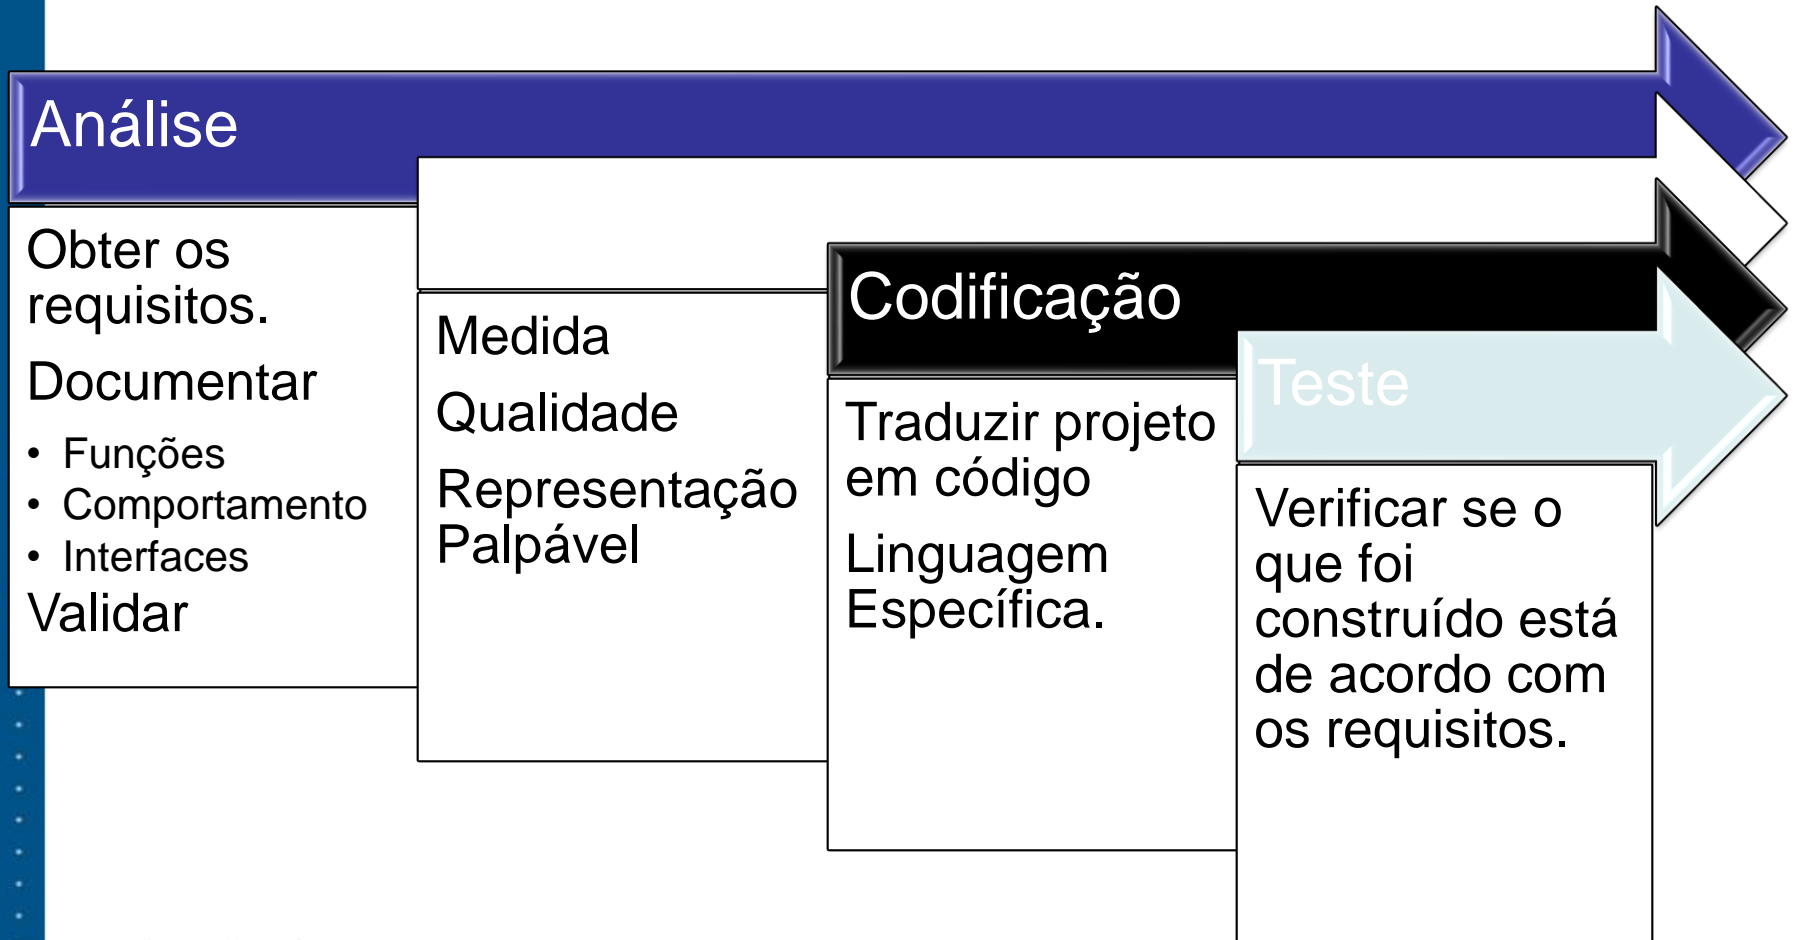 Análise
Obter os
requisitos.
Documentar
• Funções
• Comportamento
• Interfaces
Validar
Medida
Qualidade
Representação
Palpável
Codificação
Traduzir projeto
em código
Linguagem
Específica.
Teste
Verificar se o
que foi
construído está
de acordo com
os requisitos.